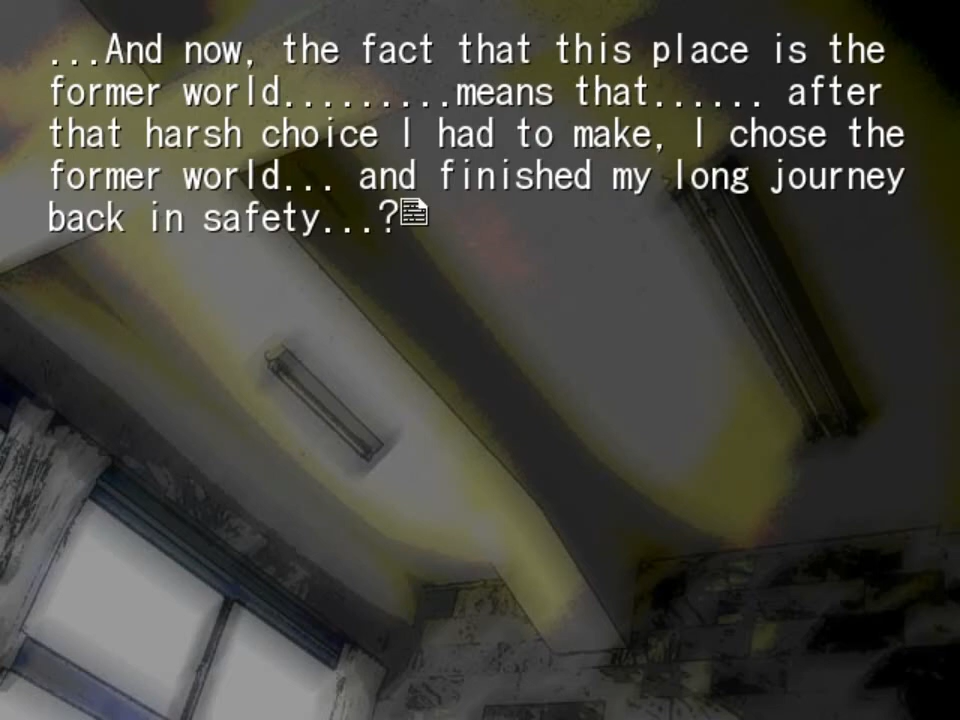 ...And now, the fact that this place is the
former world.........means that...... after
that harsh choice I had to make, I chose the
former world... and finished my long journey
back in safety...?